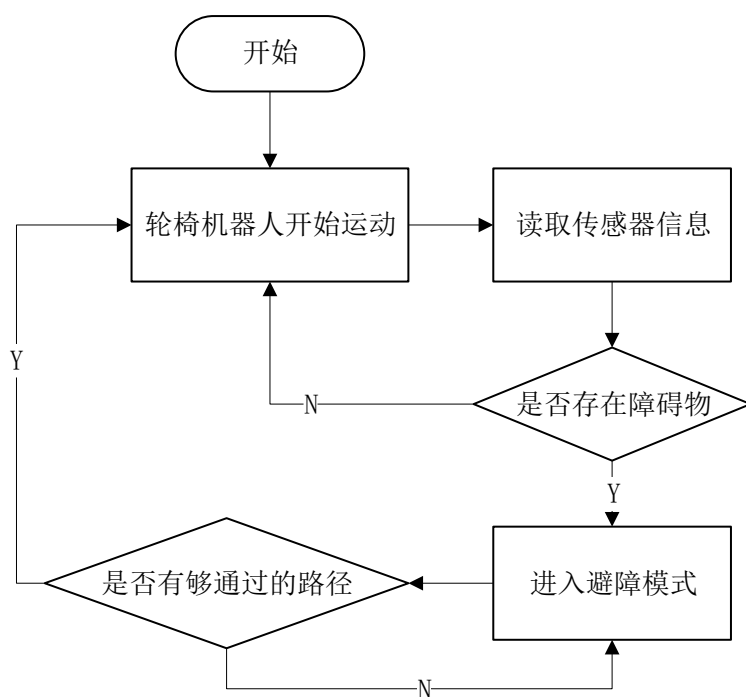 开始
轮椅机器人开始运动
读取传感器信息
Y
N
是否存在障碍物
Y
是否有够通过的路径
进入避障模式
N